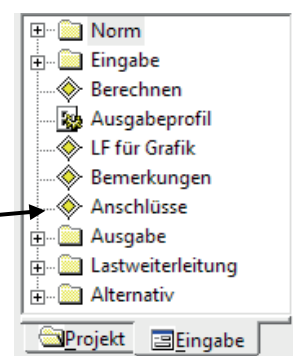 Norm
Eingabe
Berechnen
Ausgabeprofil
LF für Grafik
Bemerkungen
Anschlüsse
Ausgabe
Lastweiterleitung
Alternativ
Projekt Eingabe